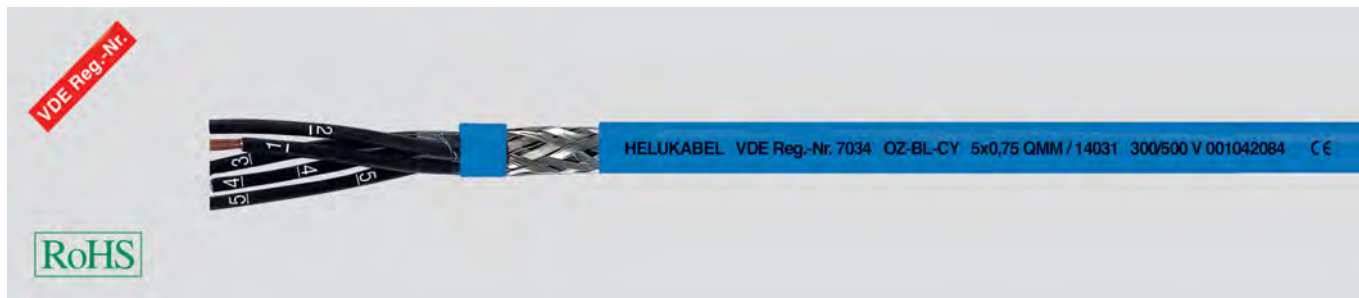 VDE Reg.-Nr.
2
1
3
4
4
5
5
HELUKABEL VDE Reg.-Nr. 7034 OZ-BL-CY 5x0,75 QMM / 14031 300/500 V 001042084 CE
RoHS